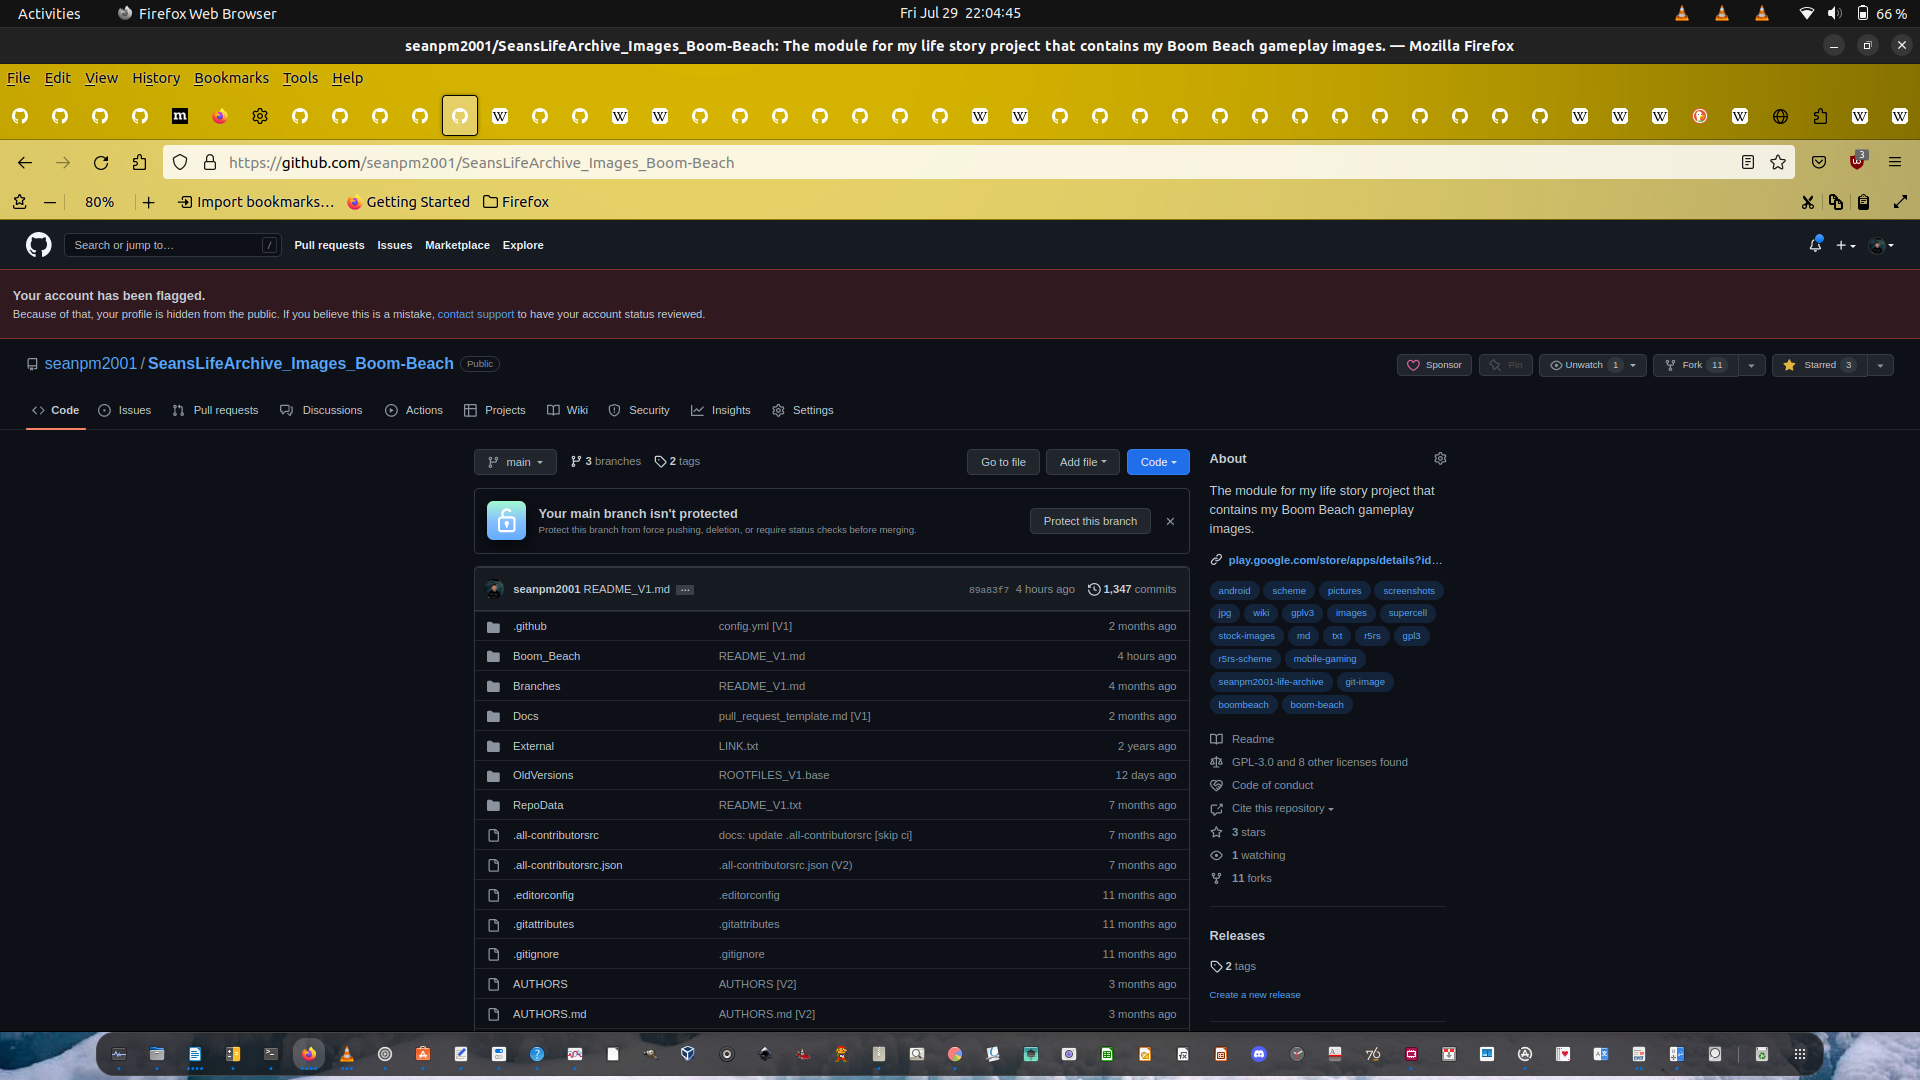 Activities
Firefox Web Browser
Fri Jul 29 22:04:45
66 %
seanpm2001/SeansLifeArchive_Images_Boom-Beach: The module for my life story project that contains my Boom Beach gameplay images. — Mozilla Firefox
File Edit View History Bookmarks Tools Help
https://github.com/seanpm2001/SeansLifeArchive_Images_Boom-Beach
3
80%
Import bookmarks…
Getting Started
Firefox
Search or jump to…
/
Pull requests
Issues
Marketplace
Explore
Your account has been flagged.
Because of that, your profile is hidden from the public. If you believe this is a mistake, contact support to have your account status reviewed.
seanpm2001 / SeansLifeArchive_Images_Boom-Beach
Public
Sponsor
Pin
Unwatch 1
Fork 11
Starred 3
Code
Issues
Pull requests
Discussions
Actions
Projects
Wiki
Security
Insights
Settings
main
3 branches
2 tags
Go to file
Add file
Code
Your main branch isn't protected
Protect this branch from force pushing, deletion, or require status checks before merging.
Protect this branch
seanpm2001 README_V1.md … 89a83f7 4 hours ago 1,347 commits
.github config.yml [V1] 2 months ago
Boom_Beach README_V1.md 4 hours ago
Branches README_V1.md 4 months ago
Docs pull_request_template.md [V1] 2 months ago
External LINK.txt 2 years ago
OldVersions ROOTFILES_V1.base 12 days ago
RepoData README_V1.txt 7 months ago
.all-contributorsrc docs: update .all-contributorsrc [skip ci] 7 months ago
.all-contributorsrc.json .all-contributorsrc.json (V2) 7 months ago
.editorconfig .editorconfig 11 months ago
.gitattributes .gitattributes 11 months ago
.gitignore .gitignore 11 months ago
AUTHORS AUTHORS [V2] 3 months ago
AUTHORS.md AUTHORS.md [V2] 3 months ago
About
The module for my life story project that
contains my Boom Beach gameplay
images.
play.google.com/store/apps/details?id…
android scheme pictures screenshots
jpg wiki gplv3 images supercell
stock-images md txt r5rs gpl3
r5rs-scheme mobile-gaming
seanpm2001-life-archive git-image
boombeach boom-beach
Readme
GPL-3.0 and 8 other licenses found
Code of conduct
Cite this repository
3 stars
1 watching
11 forks
Releases
2 tags
Create a new release